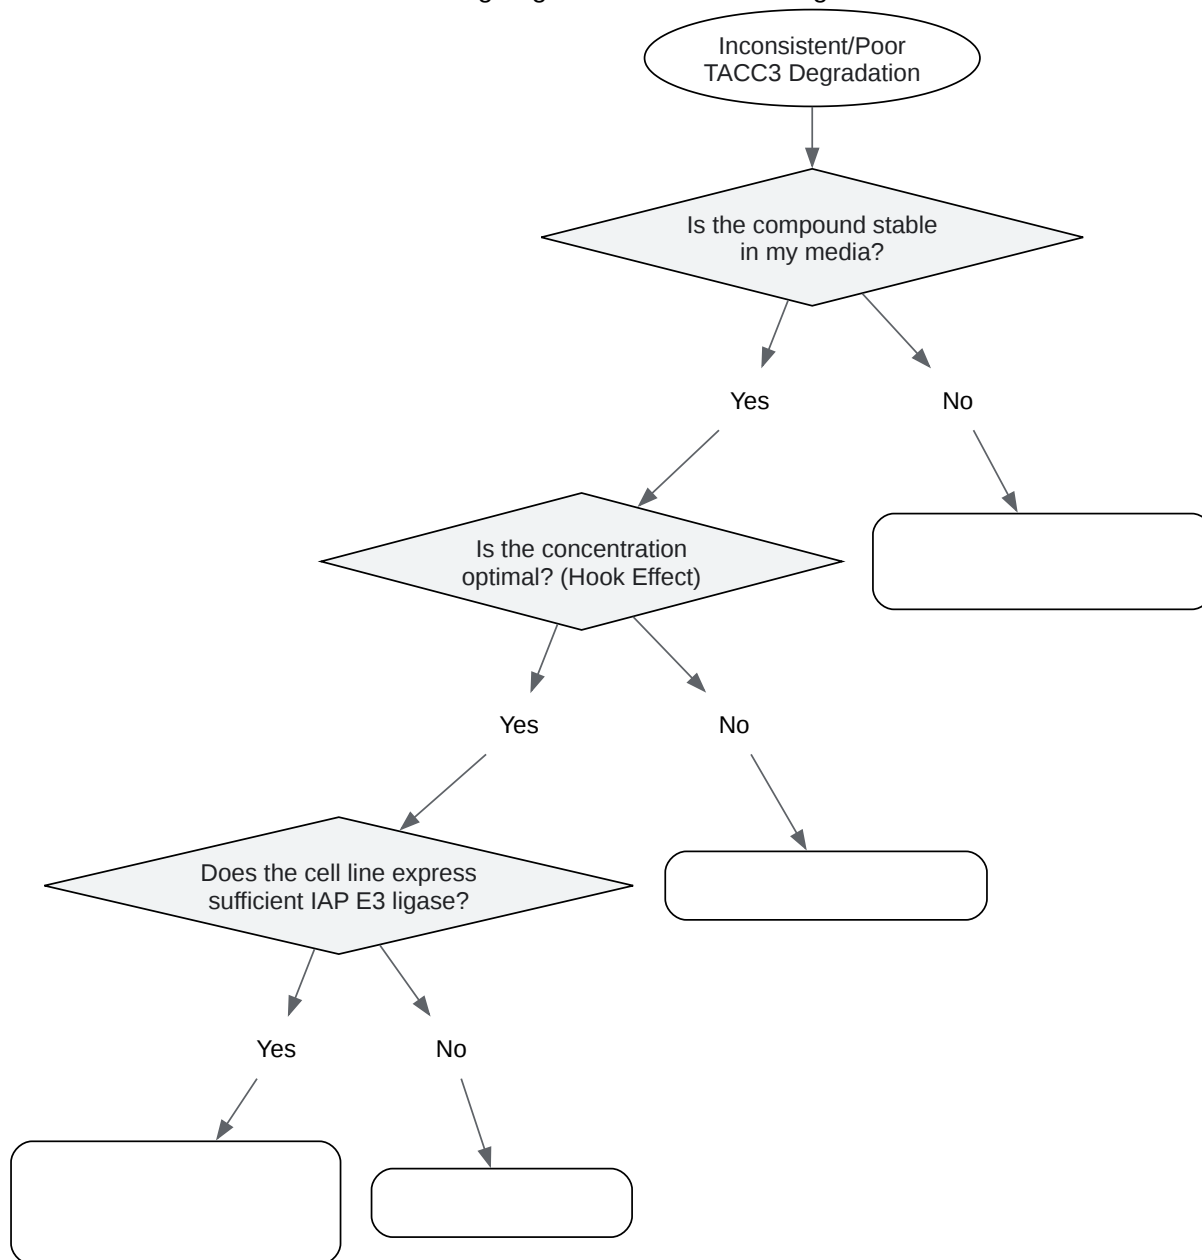 Inconsistent/Poor
TACC3 Degradation
Is the compound stable
in my media?
Yes
No
Is the concentration
optimal? (Hook Effect)
Yes
No
Does the cell line express
sufficient IAP E3 ligase?
Yes
No